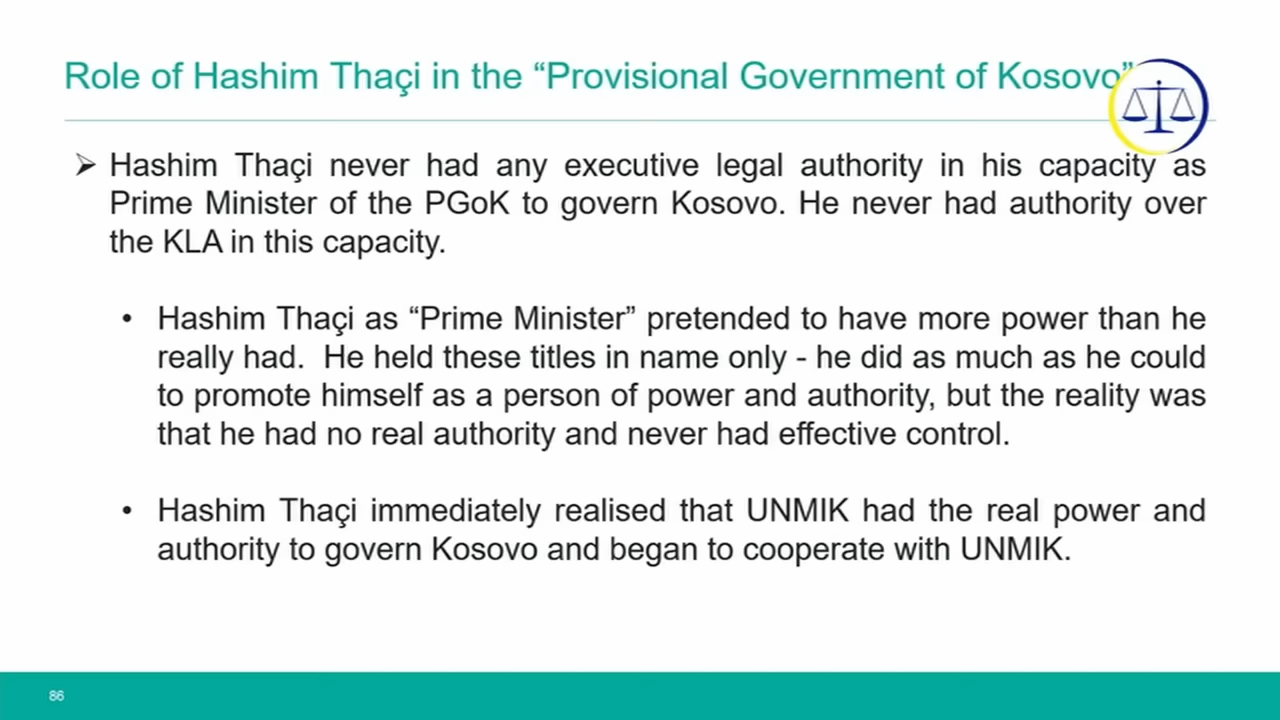 Role of Hashim Thaçi in the “Provisional Government of Kosovo”
➢ Hashim Thaçi never had any executive legal authority in his capacity as
Prime Minister of the PGoK to govern Kosovo. He never had authority over
the KLA in this capacity.
• Hashim Thaçi as “Prime Minister” pretended to have more power than he
really had. He held these titles in name only - he did as much as he could
to promote himself as a person of power and authority, but the reality was
that he had no real authority and never had effective control.
• Hashim Thaçi immediately realised that UNMIK had the real power and
authority to govern Kosovo and began to cooperate with UNMIK.
86